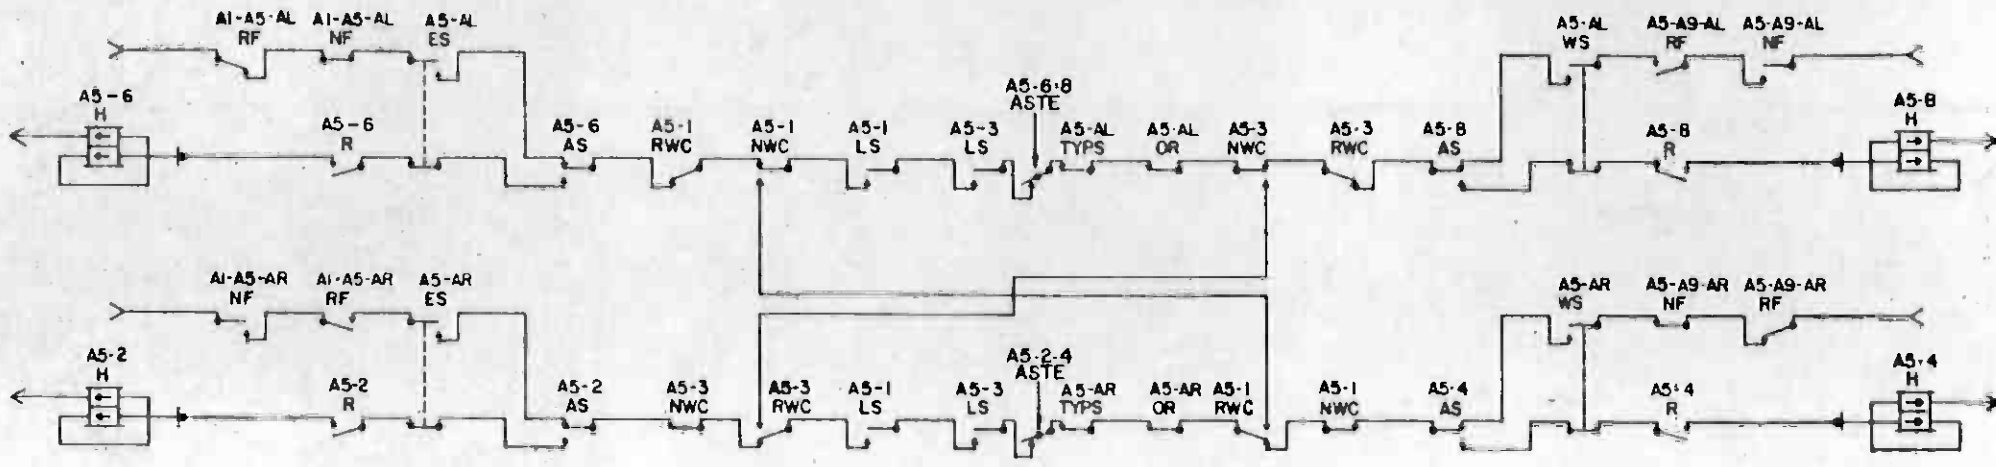 A1-A5-AL A1-A5-AL A5-AL A5-AL A5-A9-AL A5-A9-AL
RF NF ES WS RF NF
A5-6 A5-6·8 A5-8
H ASTE H
A5-6 A5-6 A5-1 A5-1 A5-1 A5-3 A5-AL A5-AL A5-3 A5-3 A5-8 A5-8
R AS RWC NWC LS LS TYPS OR NWC RWC AS R
A1-A5-AR A1-A5-AR A5-AR A5-AR A5-A9-AR A5-A9-AR
NF RF ES WS NF RF
A5-2 A5-2-4 A5-4
H ASTE H
A5-2 A5-2 A5-3 A5-3 A5-1 A5-3 A5-AR A5-AR A5-1 A5-1 A5-4 A5-4
R AS NWC RWC LS LS TYPS OR RWC NWC AS R